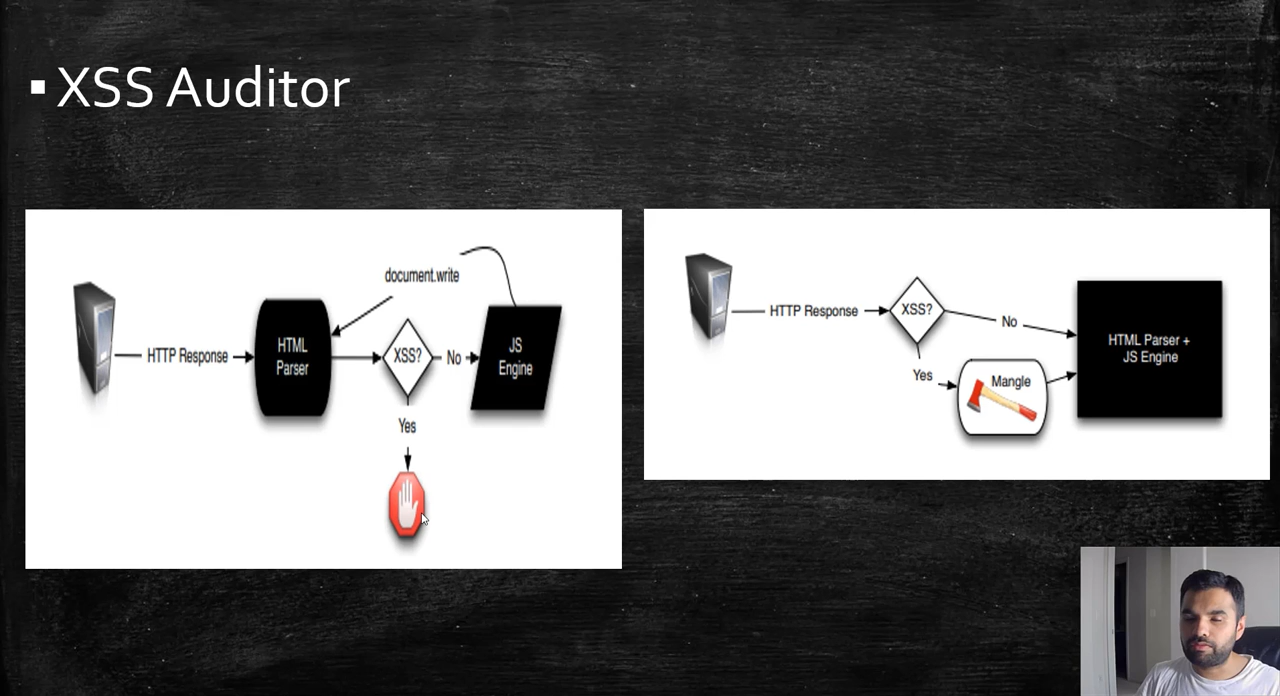 ▪ XSS Auditor
document.write
HTTP Response
HTML
Parser
XSS?
No
JS
Engine
Yes
HTTP Response
XSS?
No
Yes
Mangle
HTML Parser +
JS Engine